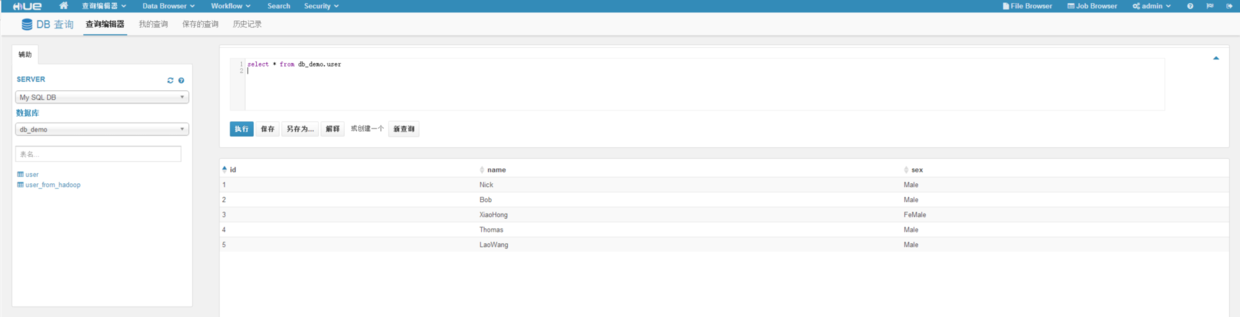 HUE 查询编辑器 Data Browser Workflow Search Security File Browser Job Browser admin
DB 查询 查询编辑器 我的查询 保存的查询 历史记录
辅助
SERVER
My SQL DB
数据库
db_demo
表名...
user
user_from_hadoop
1 select * from db_demo.user
2
执行 保存 另存为... 解释 或创建一个 新查询
id name sex
1 Nick Male
2 Bob Male
3 XiaoHong FeMale
4 Thomas Male
5 LaoWang Male